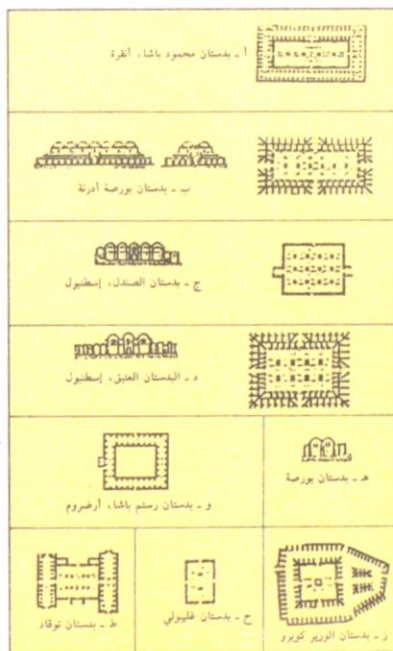 أ ـ بدستان محمود باشا، أنقرة
ب ـ بدستان بورصة أدرنة
ج ـ بدستان الصندل، إسطنبول
د ـ البدستان العتيق، إسطنبول
هـ ـ بدستان بورصة
و ـ بدستان رستم باشا، أرضروم
ز ـ بدستان الوزير كوبرو
ح ـ بدستان غليبولي
ط ـ بدستان توقاد